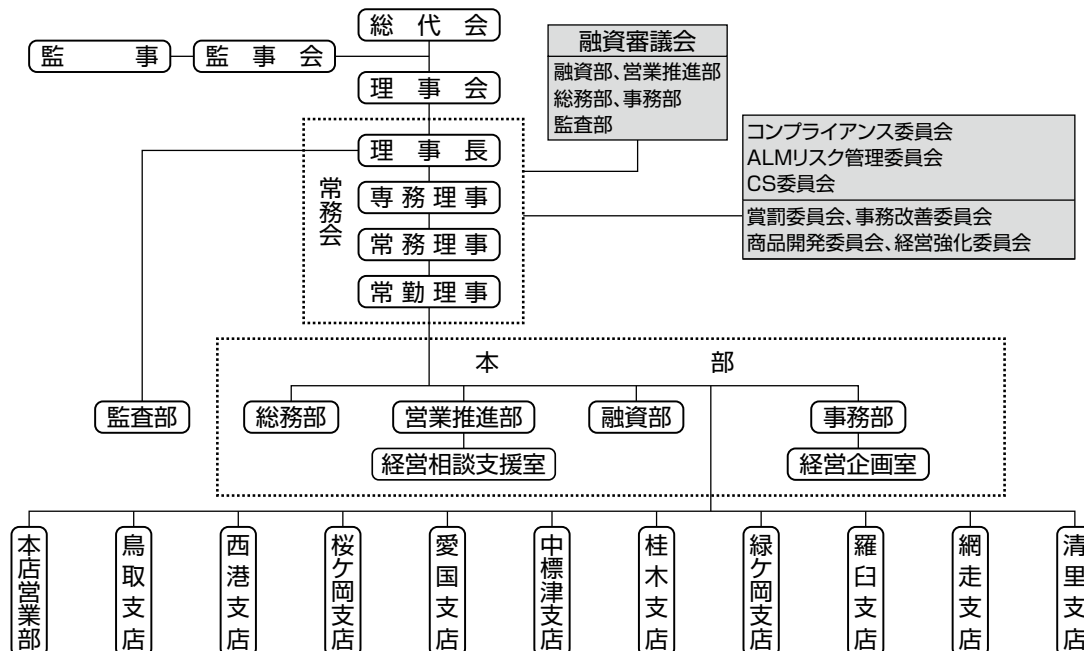 総代会
監事
監事会
理事会
融資審議会
融資部、営業推進部
総務部、事務部
監査部
コンプライアンス委員会
ALMリスク管理委員会
CS委員会
賞罰委員会、事務改善委員会
商品開発委員会、経営強化委員会
常務会
理事長
専務理事
常務理事
常勤理事
本部
監査部
総務部
営業推進部
融資部
事務部
経営相談支援室
経営企画室
本店営業部
鳥取支店
西港支店
桜ケ岡支店
愛国支店
中標津支店
桂木支店
緑ケ岡支店
羅臼支店
網走支店
清里支店